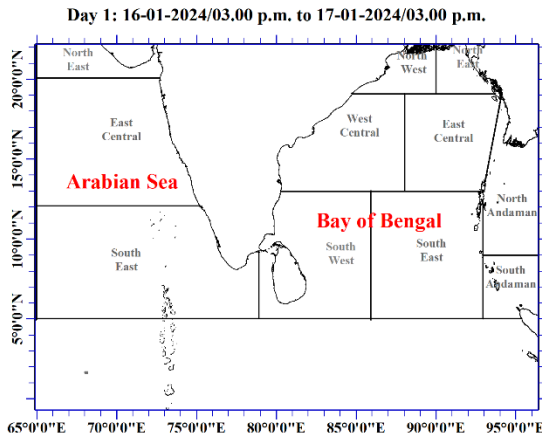 Day 1: 16-01-2024/03.00 p.m. to 17-01-2024/03.00 p.m.
North
East
North
West
North
East
20°0'0"N
East
Central
West
Central
East
Central
15°0'0"N
Arabian Sea
Bay of Bengal
North
Andaman
10°0'0"N
South
East
South
West
South
East
South
Andaman
5°0'0"N
65°0'0"E 70°0'0"E 75°0'0"E 80°0'0"E 85°0'0"E 90°0'0"E 95°0'0"E